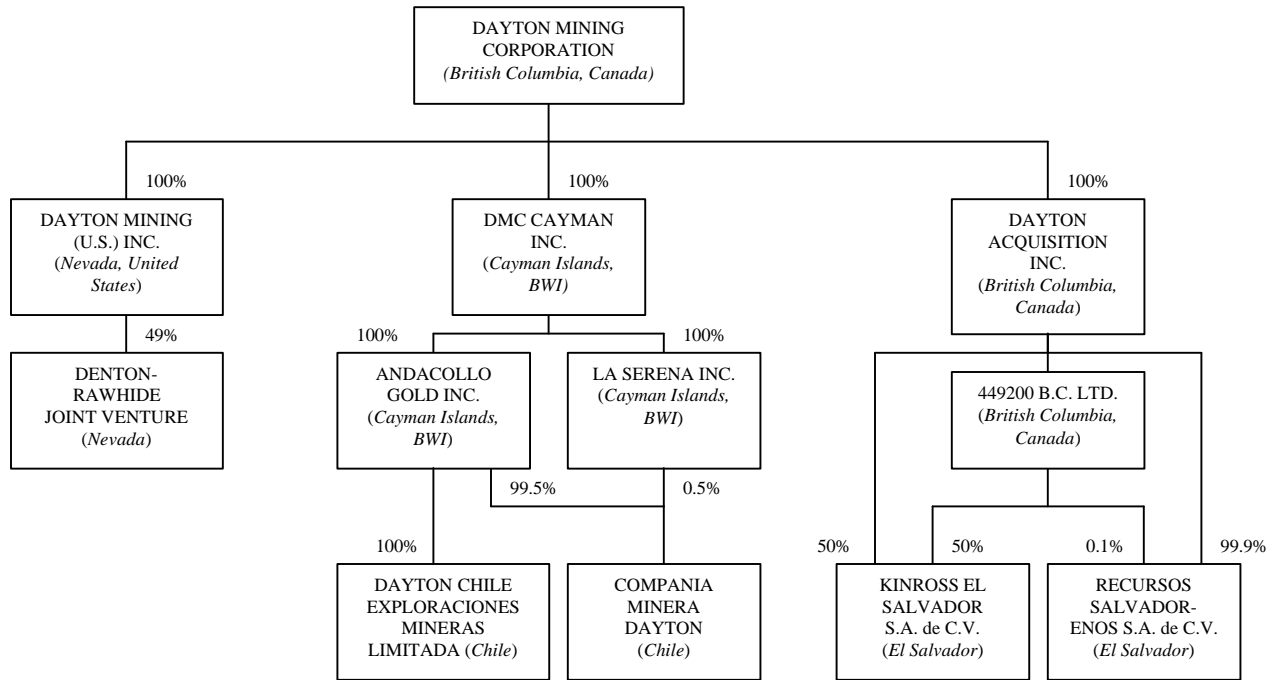 DAYTON MINING
CORPORATION
(British Columbia, Canada)
100%
100%
100%
DAYTON MINING
(U.S.) INC.
(Nevada, United
States)
DMC CAYMAN
INC.
(Cayman Islands,
BWI)
DAYTON
ACQUISITION
INC.
(British Columbia,
Canada)
49%
100%
100%
DENTON-
RAWHIDE
JOINT VENTURE
(Nevada)
ANDACOLLO
GOLD INC.
(Cayman Islands,
BWI)
LA SERENA INC.
(Cayman Islands,
BWI)
449200 B.C. LTD.
(British Columbia,
Canada)
99.5%
0.5%
100%
50%
50%
0.1%
99.9%
DAYTON CHILE
EXPLORACIONES
MINERAS
LIMITADA (Chile)
COMPANIA
MINERA
DAYTON
(Chile)
KINROSS EL
SALVADOR
S.A. de C.V.
(El Salvador)
RECURSOS
SALVADOR-
ENOS S.A. de C.V.
(El Salvador)